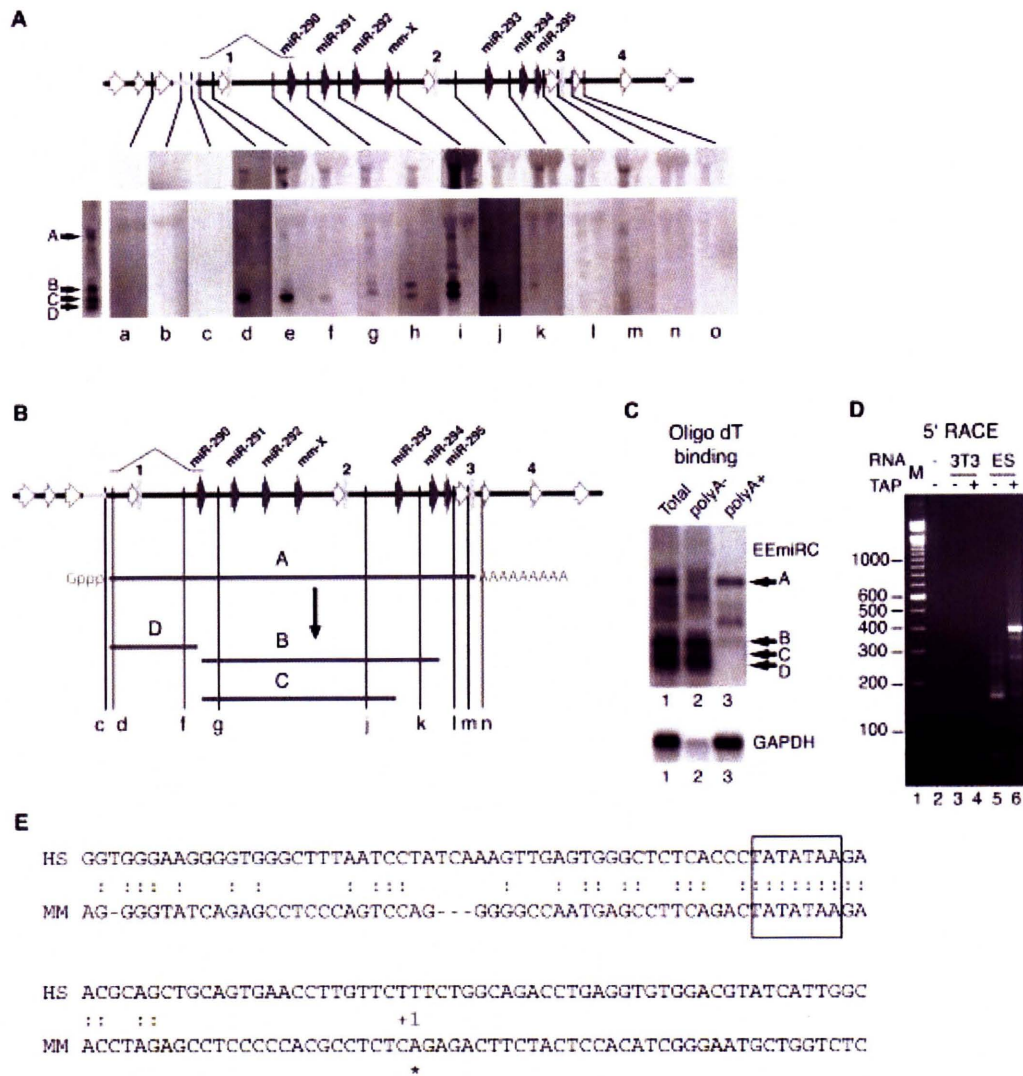 A
miR-290 miR-291 miR-292 mm-X miR-293 miR-294 miR-295
1 2 3 4
A
B
C
D
a b c d e f g h i j k l m n o
B
miR-290 miR-291 miR-292 mm-X miR-293 miR-294 miR-295
1 2 3 4
A
Gppp AAAAAAAAA
D
B
C
c d f g j k l m n
C
Oligo dT
binding
Total polyA- polyA+
EEmiRC
A
B
C
D
1 2 3
GAPDH
1 2 3
D
5' RACE
RNA - 3T3 ES
M
TAP - - + - +
1000
600
500
400
300
200
100
1 2 3 4 5 6
E
HS GGTGGGAAGGGGTGGGCTTTAATCCTATCAAAGTTGAGTGGGCTCTCACCCTATATAAGA
MM AG-GGGTATCAGAGCCTCCCAGTCCAG---GGGGCCAATGAGCCTTCAGACTATATAAGA
HS ACGCAGCTGCAGTGAACCTTGTTCTTTCTGGCAGACCTGAGGTGTGGACGTATCATTGGC
+1
MM ACCTAGAGCCTCCCCCACGCCTCTCAGAGACTTCTACTCCACATCGGGAATGCTGGTCTC
*